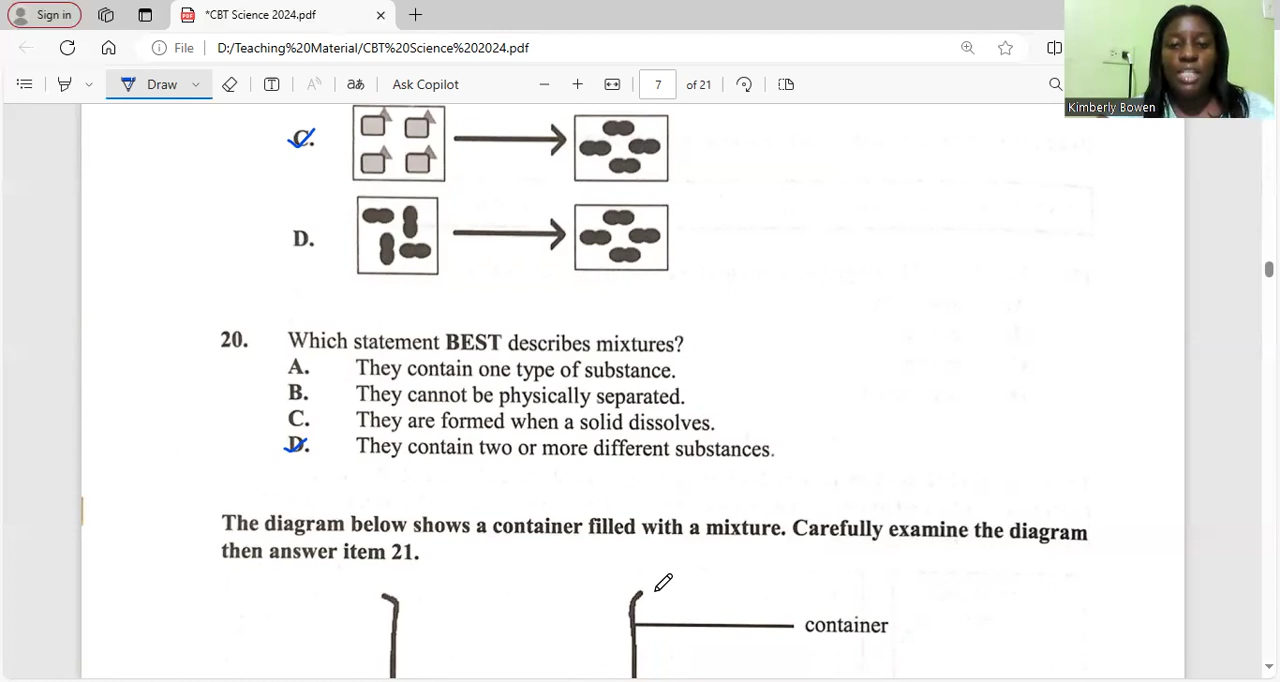 Sign in
*CBT Science 2024.pdf
File D:/Teaching%20Material/CBT%20Science%202024.pdf
Draw
Ask Copilot
7 of 21
Kimberly Bowen
C.
D.
20. Which statement BEST describes mixtures?
A. They contain one type of substance.
B. They cannot be physically separated.
C. They are formed when a solid dissolves.
D. They contain two or more different substances.
The diagram below shows a container filled with a mixture. Carefully examine the diagram
then answer item 21.
container